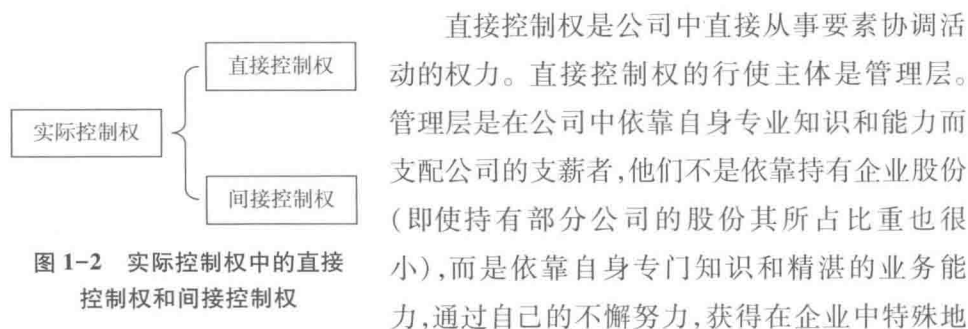 直接控制权
实际控制权
间接控制权
图 1-2 实际控制权中的直接
控制权和间接控制权
直接控制权是公司中直接从事要素协调活
动的权力。直接控制权的行使主体是管理层。
管理层是在公司中依靠自身专业知识和能力而
支配公司的支薪者,他们不是依靠持有企业股份
(即使持有部分公司的股份其所占比重也很
小),而是依靠自身专门知识和精湛的业务能
力,通过自己的不懈努力,获得在企业中特殊地